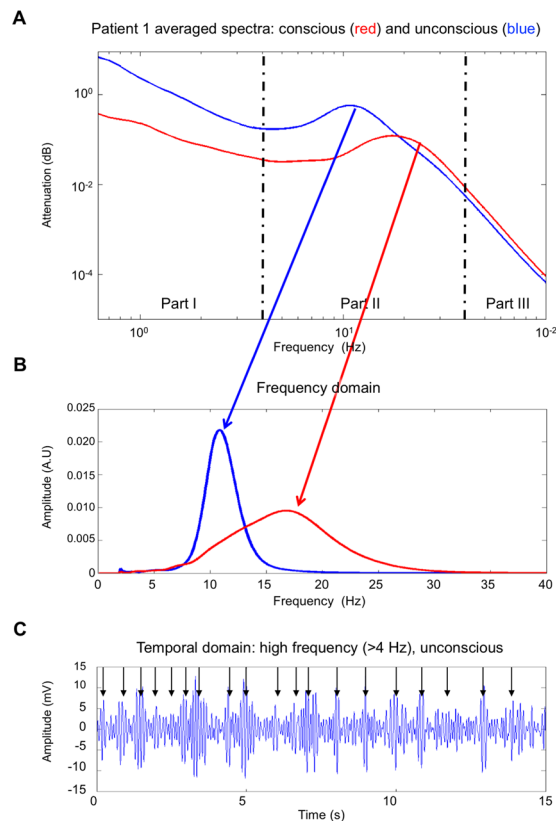 A
Patient 1 averaged spectra: conscious (red) and unconscious (blue)
Attenuation (dB)
10^0
10^-2
10^-4
Part I
Part II
Part III
10^0
10^1
10^-2
Frequency (Hz)
B
Frequency domain
Amplitude (A.U)
0.025
0.020
0.015
0.010
0.005
0
0 5 10 15 20 25 30 35 40
Frequency (Hz)
C
Temporal domain: high frequency (>4 Hz), unconscious
Amplitude (mV)
15
10
5
0
-5
-10
-15
0 5 10 15
Time (s)